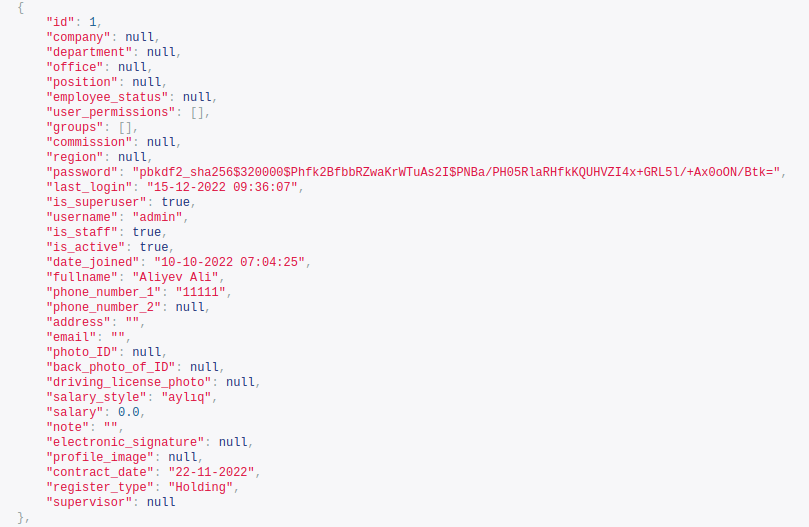 {
"id": 1,
"company": null,
"department": null,
"office": null,
"position": null,
"employee_status": null,
"user_permissions": [],
"groups": [],
"commission": null,
"region": null,
"password": "pbkdf2_sha256$320000$Phfk2BfbbRZwaKrWTuAs2I$PNBa/PH05RlaRHfkKQUHVZI4x+GRL5l/+Ax0oON/Btk=",
"last_login": "15-12-2022 09:36:07",
"is_superuser": true,
"username": "admin",
"is_staff": true,
"is_active": true,
"date_joined": "10-10-2022 07:04:25",
"fullname": "Aliyev Ali",
"phone_number_1": "11111",
"phone_number_2": null,
"address": "",
"email": "",
"photo_ID": null,
"back_photo_of_ID": null,
"driving_license_photo": null,
"salary_style": "aylıq",
"salary": 0.0,
"note": "",
"electronic_signature": null,
"profile_image": null,
"contract_date": "22-11-2022",
"register_type": "Holding",
"supervisor": null
},